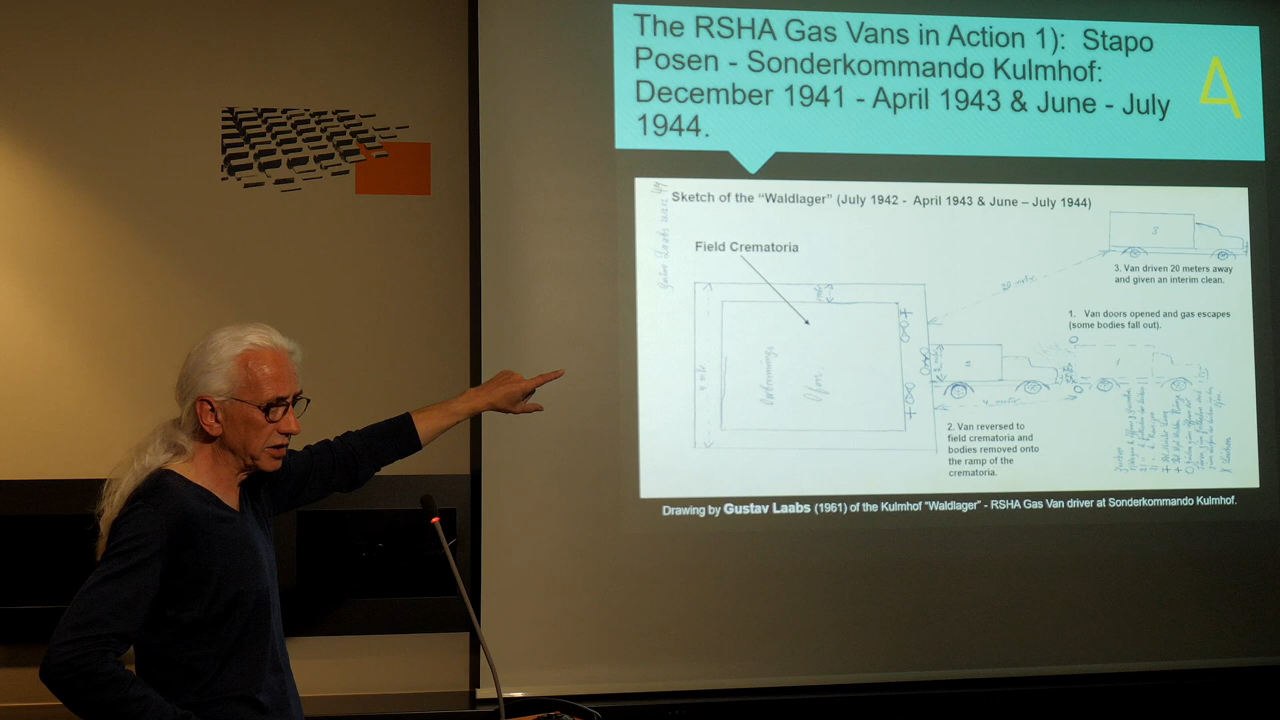 The RSHA Gas Vans in Action 1): Stapo
Posen - Sonderkommando Kulmhof:
December 1941 - April 1943 & June - July
1944.
Sketch of the "Waldlager" (July 1942 - April 1943 & June – July 1944)
Field Crematoria
20 metr
3. Van driven 20 meters away
and given an interim clean.
1. Van doors opened and gas escapes
(some bodies fall out).
2. Van reversed to
field crematoria and
bodies removed onto
the ramp of the
crematoria.
Drawing by Gustav Laabs (1961) of the Kulmhof "Waldlager" - RSHA Gas Van driver at Sonderkommando Kulmhof.